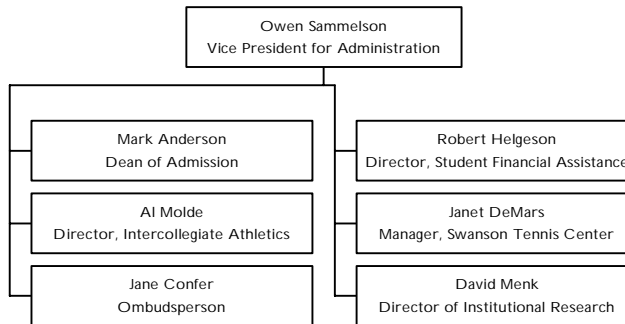 Owen Sammelson
Vice President for Administration
Mark Anderson
Dean of Admission
Robert Helgeson
Director, Student Financial Assistance
Al Molde
Director, Intercollegiate Athletics
Janet DeMars
Manager, Swanson Tennis Center
Jane Confer
Ombudsperson
David Menk
Director of Institutional Research